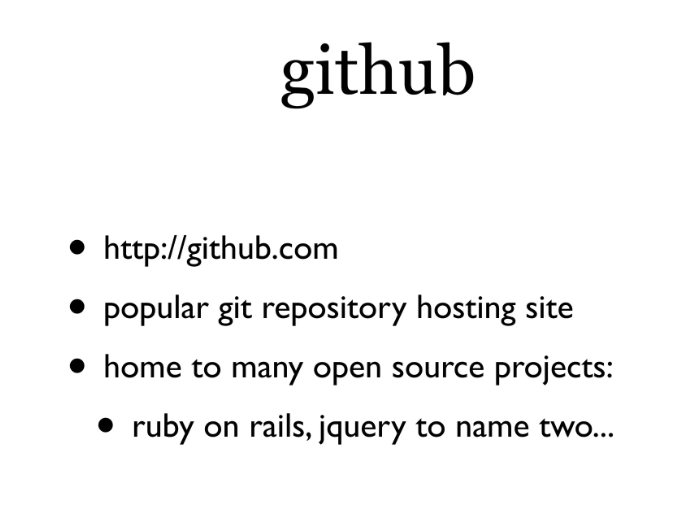 github
• http://github.com
• popular git repository hosting site
• home to many open source projects:
• ruby on rails, jquery to name two...